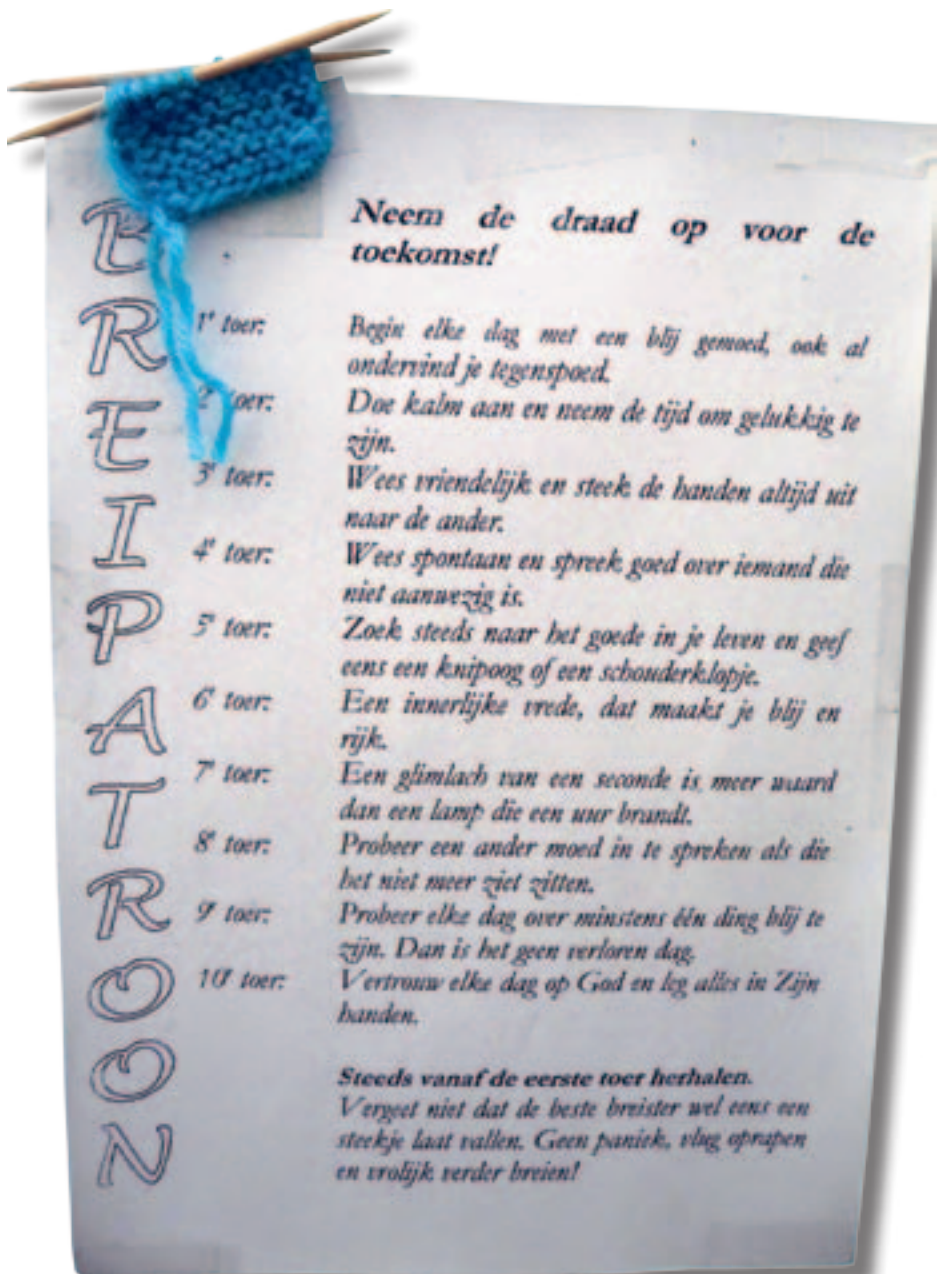 BREIPATROON
Neem de draad op voor de
toekomst!
1e toer: Begin elke dag met een blij gemoed, ook al
ondervind je tegenspoed.
2e toer: Doe kalm aan en neem de tijd om gelukkig te
zijn.
3e toer: Wees vriendelijk en steek de handen altijd uit
naar de ander.
4e toer: Wees spontaan en spreek goed over iemand die
niet aanwezig is.
5e toer: Zoek steeds naar het goede in je leven en geef
eens een knipoog of een schouderklopje.
6e toer: Een innerlijke vrede, dat maakt je blij en
rijk.
7e toer: Een glimlach van een seconde is meer waard
dan een lamp die een uur brandt.
8e toer: Probeer een ander moed in te spreken als die
het niet meer ziet zitten.
9e toer: Probeer elke dag over minstens één ding blij te
zijn. Dan is het geen verloren dag.
10e toer: Vertrouw elke dag op God en leg alles in Zijn
handen.
Steeds vanaf de eerste toer herhalen.
Vergeet niet dat de beste breister wel eens een
steekje laat vallen. Geen paniek, vlug oprapen
en vrolijk verder breien!